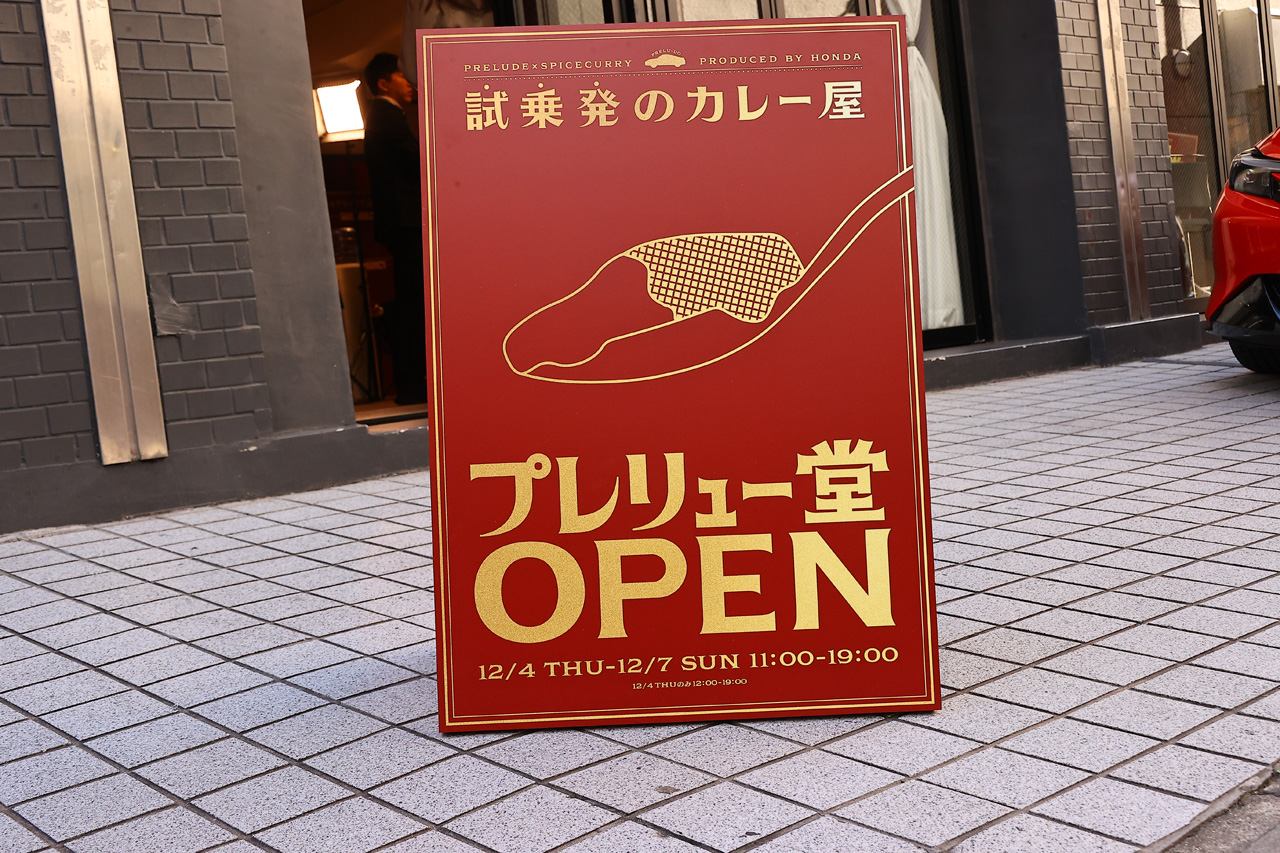 PRELU-DO
PRELUDE×SPICECURRY PRODUCED BY HONDA
試乗発のカレー屋
プレリュー堂
OPEN
12/4 THU-12/7 SUN 11:00-19:00
12/4 THUのみ12:00-19:00